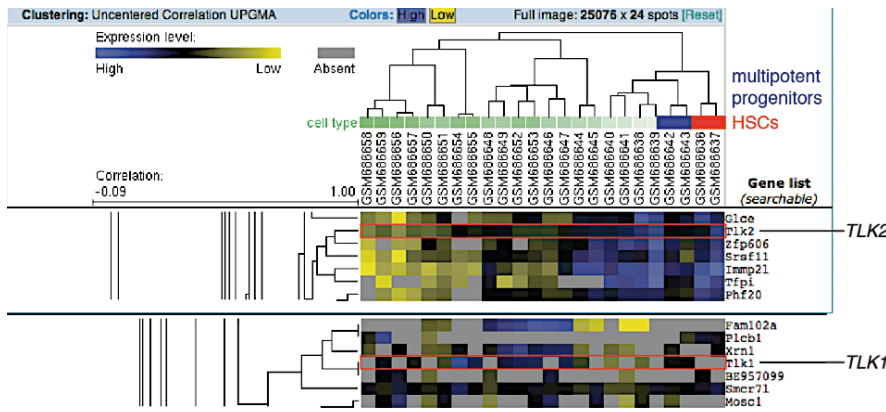 Clustering: Uncentered Correlation UPGMA Colors: High Low Full image: 25076 x 24 spots [Reset]
Expression level:
High Low Absent
multipotent
progenitors
cell type HSCs
GSM686658
GSM686659
GSM686656
GSM686657
GSM686650
GSM686651
GSM686654
GSM686655
GSM686648
GSM686649
GSM686652
GSM686653
GSM686646
GSM686647
GSM686644
GSM686645
GSM686640
GSM686641
GSM686638
GSM686639
GSM686642
GSM686643
GSM686636
GSM686637
Correlation:
-0.09 1.00
Gene list
(searchable)
Glce
Tlk2 TLK2
Zfp606
Srsf11
Immp2l
Tfpi
Phf20
Fam102a
Plcb1
Xrn1
Tlk1 TLK1
BE957099
Smcr7l
Mosc1